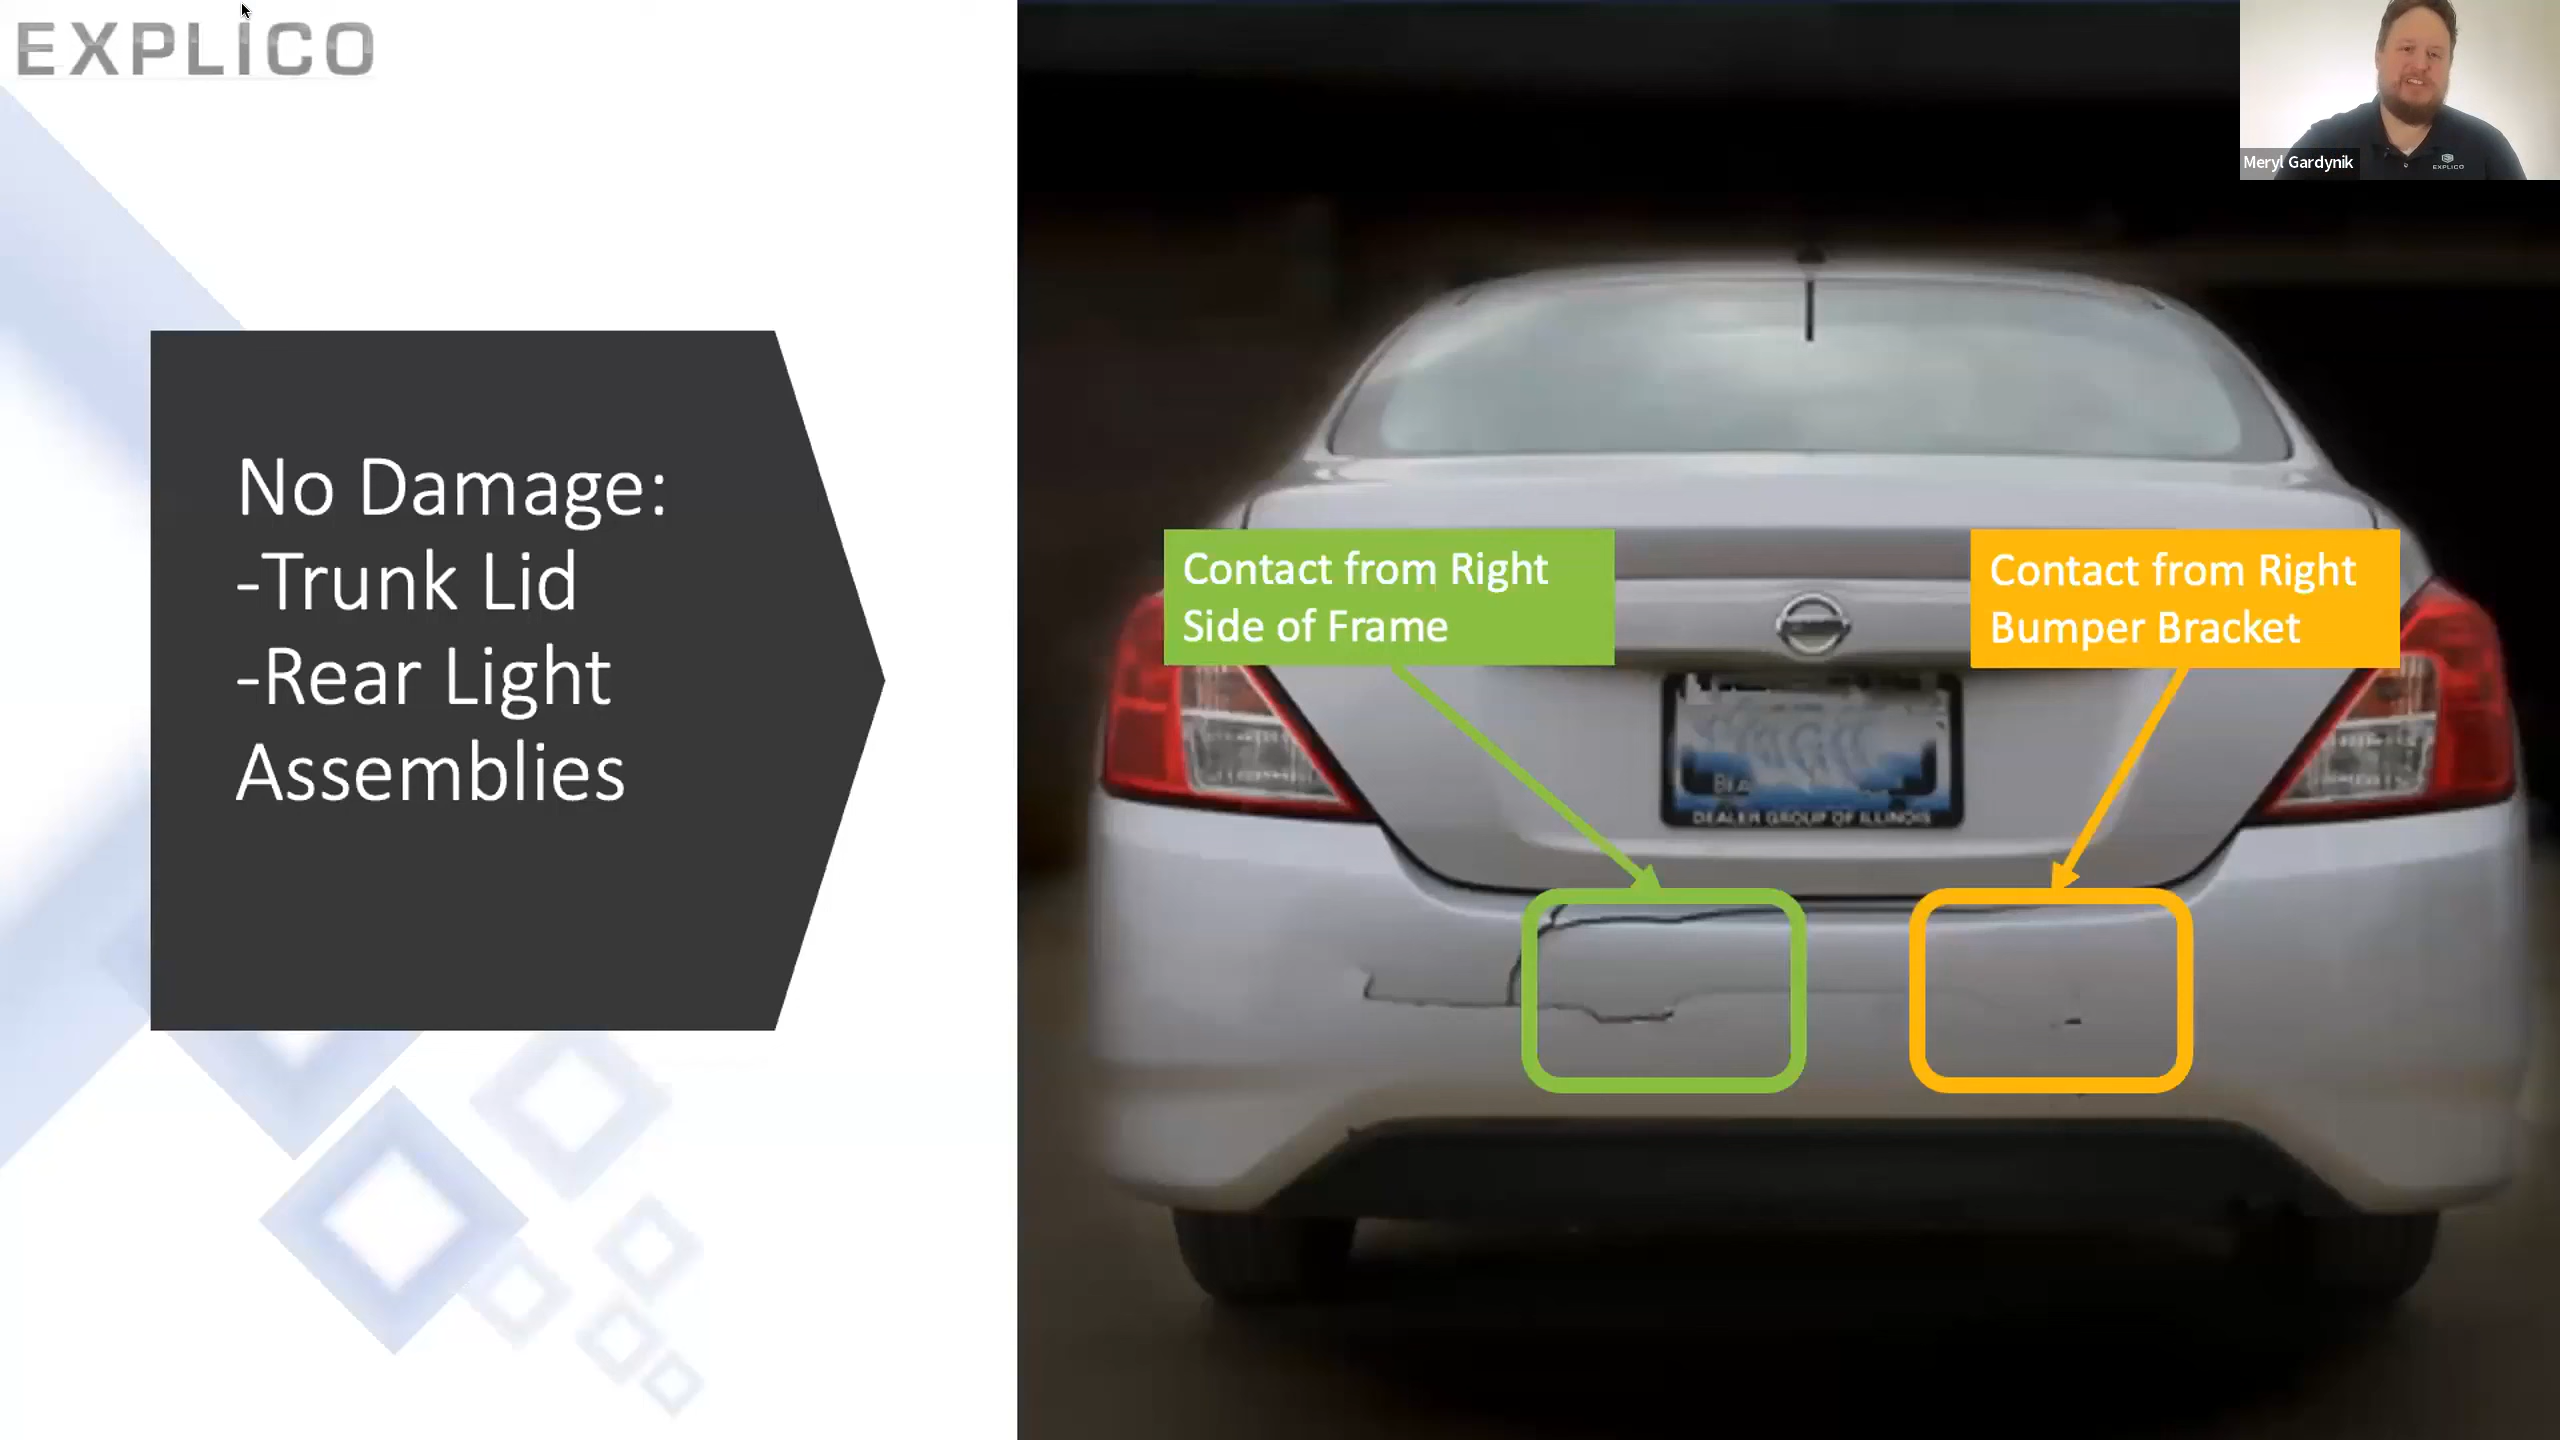 EXPLICO
No Damage:
-Trunk Lid
-Rear Light
Assemblies
Contact from Right
Side of Frame
Contact from Right
Bumper Bracket
DEALER GROUP OF ILLINOIS
Meryl Gardynik
EXPLICO